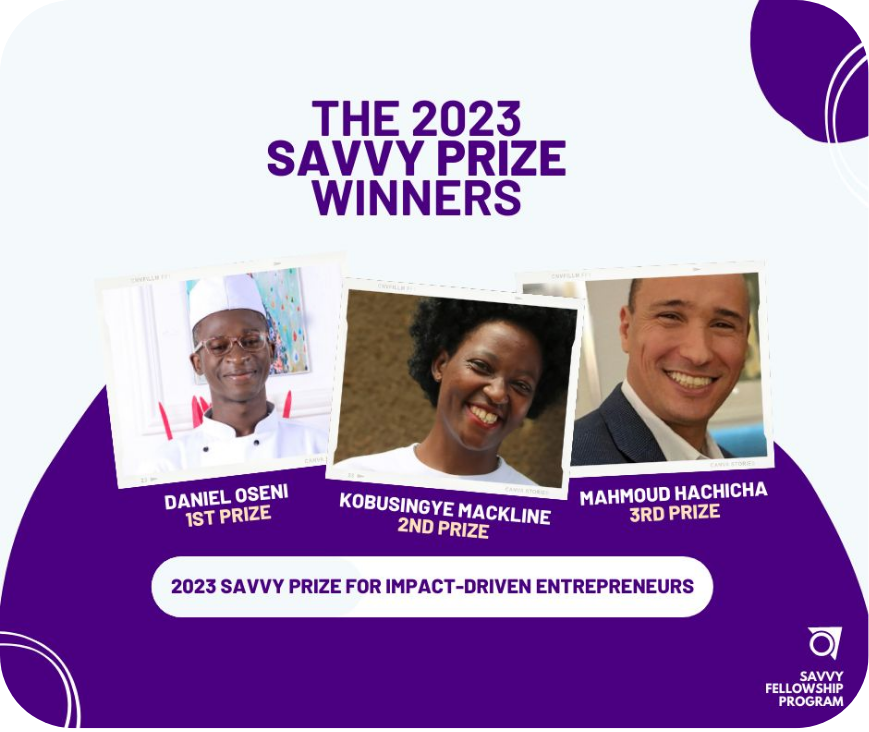 THE 2023
SAVVY PRIZE
WINNERS
DANIEL OSENI
1ST PRIZE
KOBUSINGYE MACKLINE
2ND PRIZE
MAHMOUD HACHICHA
3RD PRIZE
2023 SAVVY PRIZE FOR IMPACT-DRIVEN ENTREPRENEURS
SAVVY
FELLOWSHIP
PROGRAM